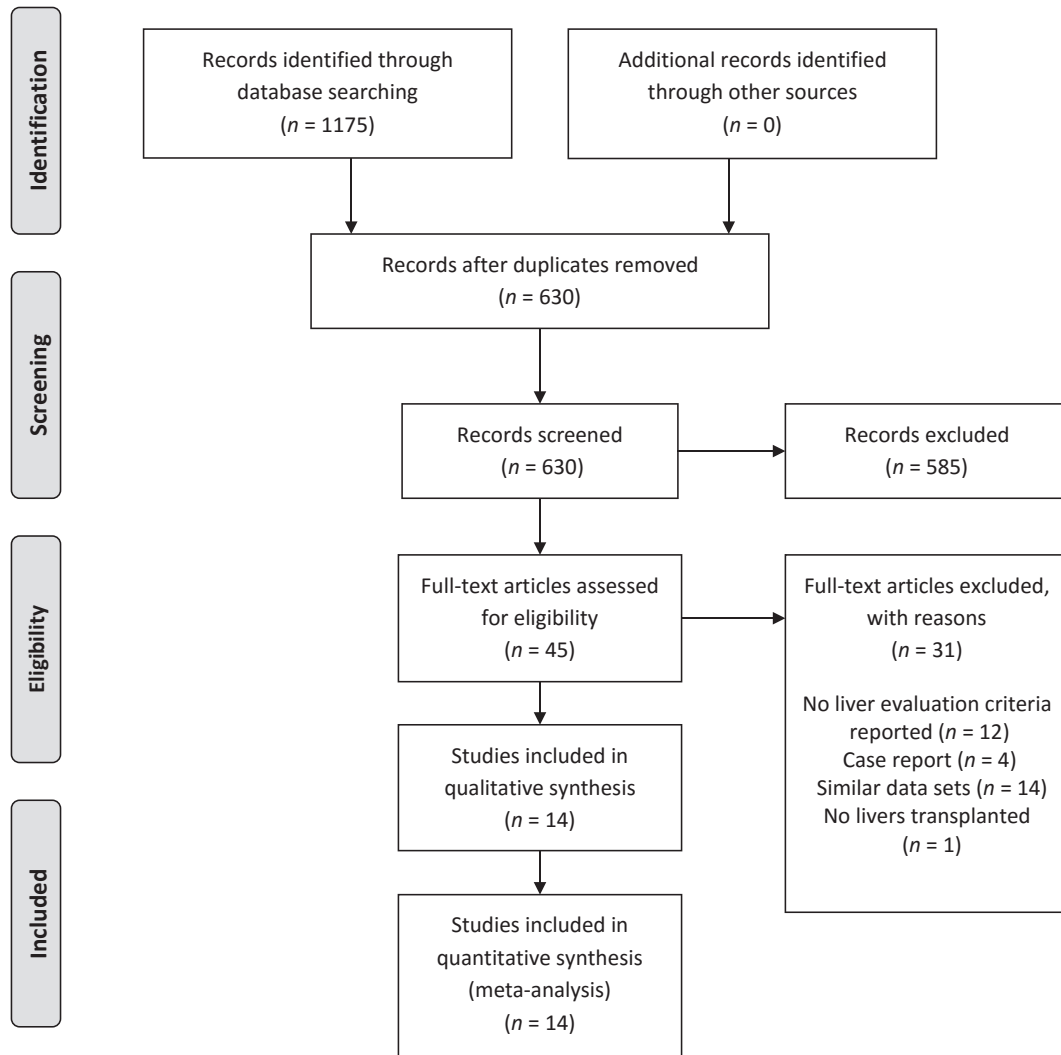 Identification
Records identified through
database searching
(n = 1175)
Additional records identified
through other sources
(n = 0)
Records after duplicates removed
(n = 630)
Screening
Records screened
(n = 630)
Records excluded
(n = 585)
Eligibility
Full-text articles assessed
for eligibility
(n = 45)
Full-text articles excluded,
with reasons
(n = 31)
No liver evaluation criteria
reported (n = 12)
Case report (n = 4)
Similar data sets (n = 14)
No livers transplanted
(n = 1)
Studies included in
qualitative synthesis
(n = 14)
Included
Studies included in
quantitative synthesis
(meta-analysis)
(n = 14)